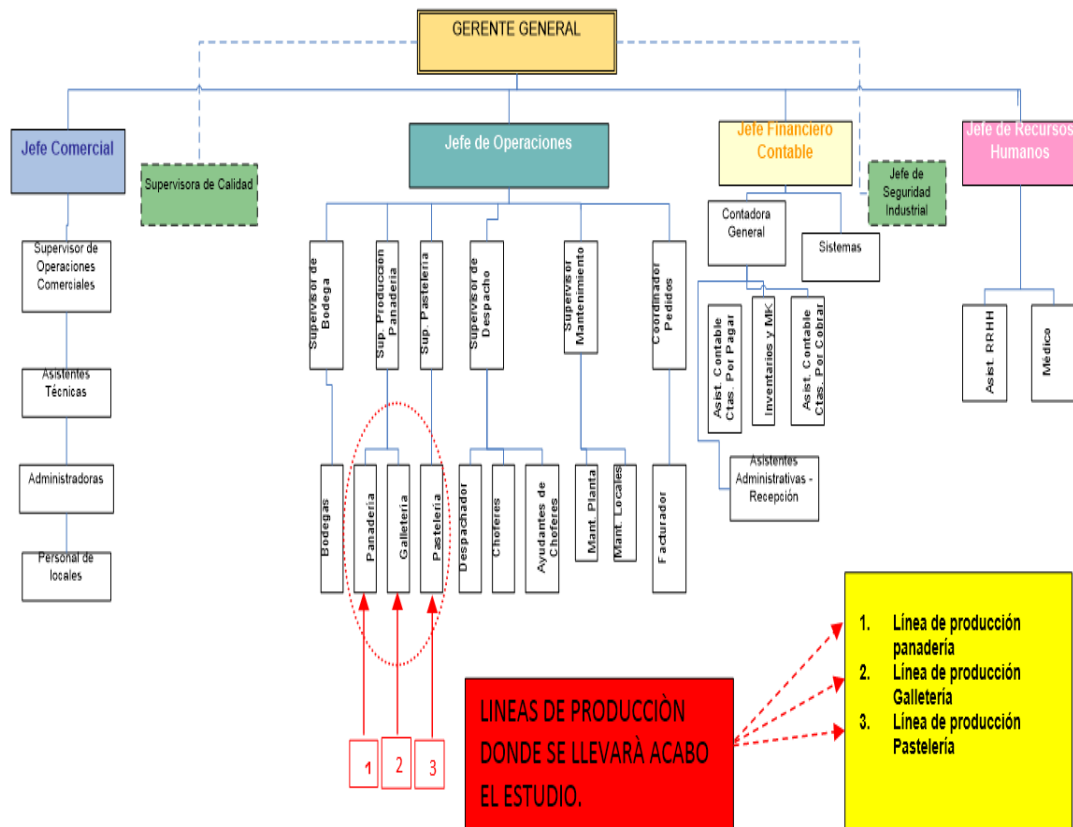 GERENTE GENERAL
Jefe Comercial
Jefe de Operaciones
Jefe Financiero
Contable
Jefe de Recursos
Humanos
Supervisora de Calidad
Jefe de
Seguridad
Industrial
Supervisor de
Operaciones
Comerciales
Asistentes
Técnicas
Administradoras
Personal de
locales
Supervisor de
Bodega
Sup. Producción
Panadería
Sup. Pastelería
Supervisor de
Despacho
Supervisor
Mantenimiento
Coordinador
Pedidos
Contadora
General
Sistemas
Asist. Contable
Ctas. Por Pagar
Inventarios y MK
Asist. Contable
Ctas. Por Cobrar
Asist. RRHH
Médico
Asistentes
Administrativas -
Recepción
Bodegas
Panadería
Galletería
Pastelería
Despachador
Choferes
Ayudantes de
Choferes
Mant. Planta
Mant. Locales
Facturador
1
2
3
LINEAS DE PRODUCCIÒN
DONDE SE LLEVARÀ ACABO
EL ESTUDIO.
1. Línea de producción
panadería
2. Línea de producción
Galletería
3. Línea de producción
Pastelería